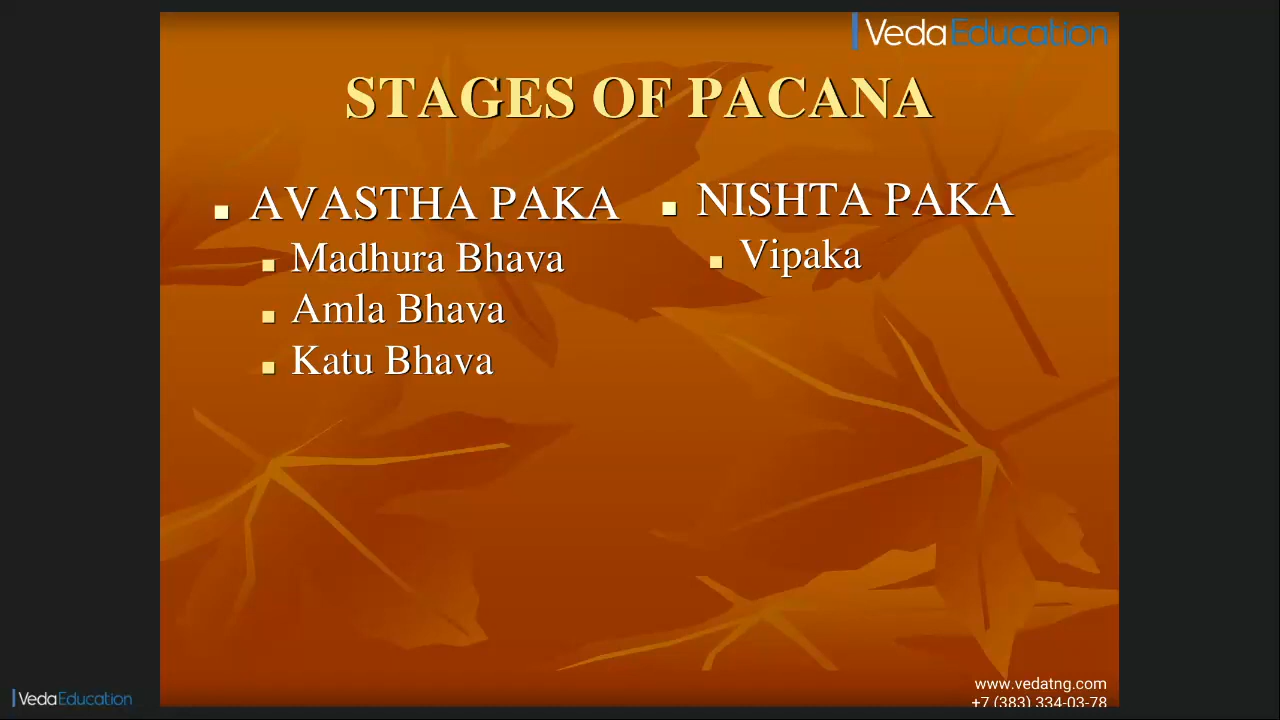 VedaEducation
STAGES OF PACANA
AVASTHA PAKA
Madhura Bhava
Amla Bhava
Katu Bhava
NISHTA PAKA
Vipaka
www.vedatng.com
+7 (383) 334-03-78
VedaEducation